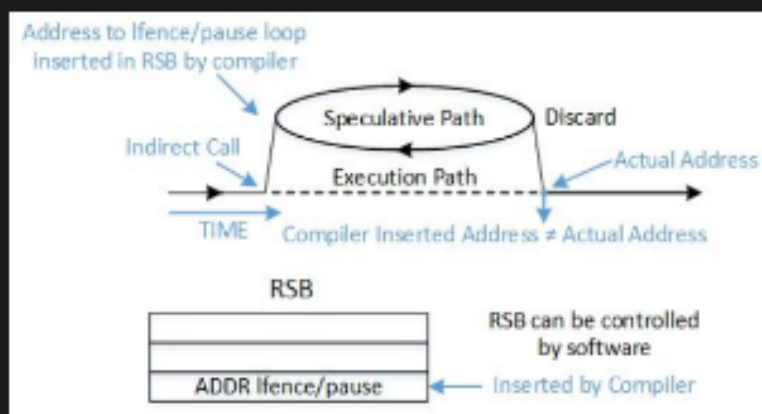 Address to lfence/pause loop
inserted in RSB by compiler
Speculative Path
Discard
Indirect Call
Actual Address
Execution Path
TIME
Compiler Inserted Address ≠ Actual Address
RSB
RSB can be controlled
by software
ADDR lfence/pause
Inserted by Compiler